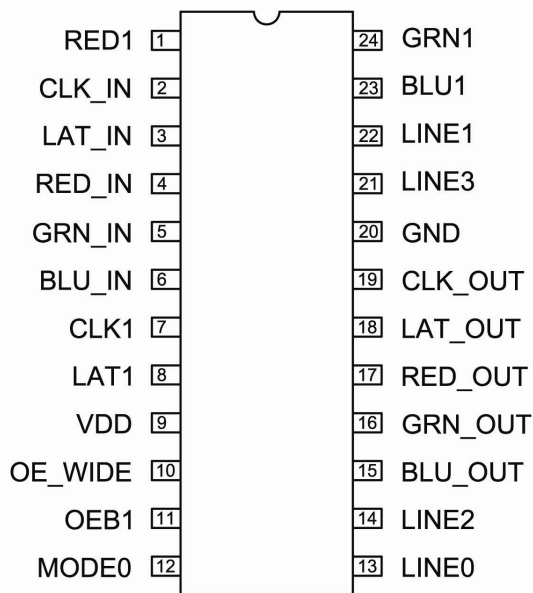 RED1 1 24 GRN1
CLK_IN 2 23 BLU1
LAT_IN 3 22 LINE1
RED_IN 4 21 LINE3
GRN_IN 5 20 GND
BLU_IN 6 19 CLK_OUT
CLK1 7 18 LAT_OUT
LAT1 8 17 RED_OUT
VDD 9 16 GRN_OUT
OE_WIDE 10 15 BLU_OUT
OEB1 11 14 LINE2
MODE0 12 13 LINE0